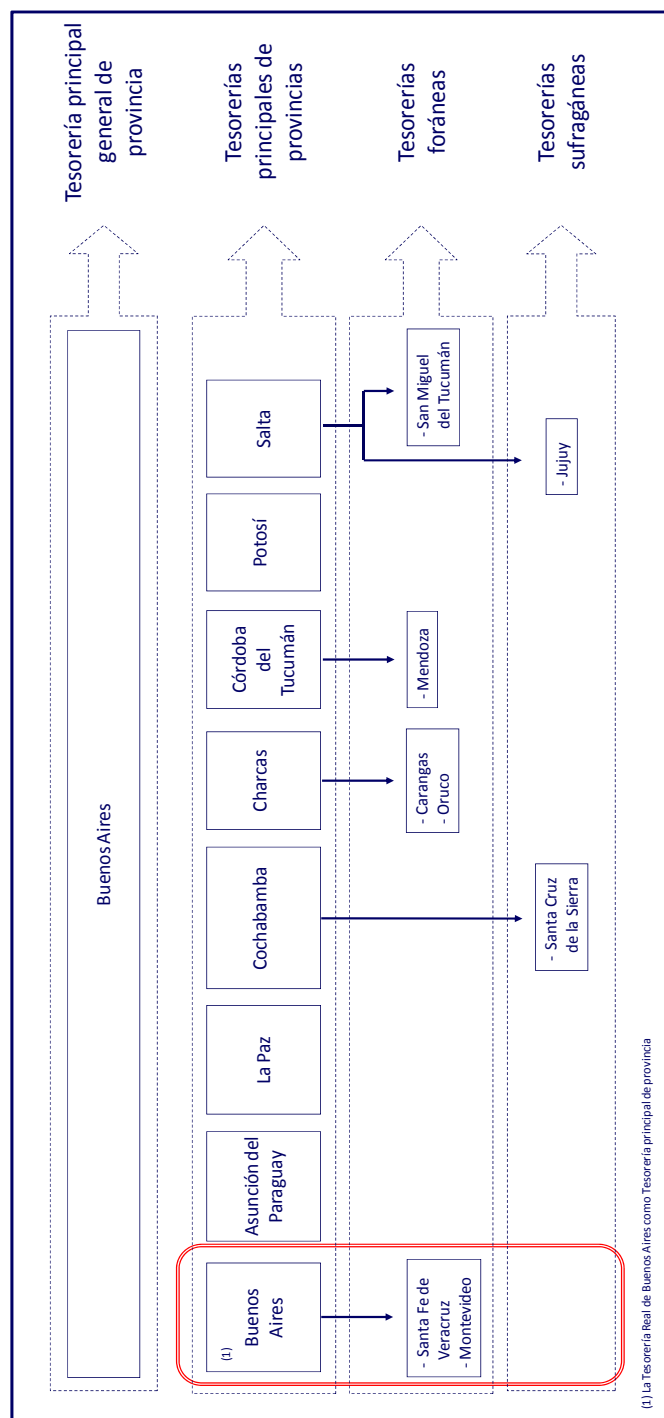 Tesorería principal
general de
provincia
Buenos Aires
Tesorerías
principales de
provincias
(1)
Buenos
Aires
Asunción del
Paraguay
La Paz
Cochabamba
Charcas
Córdoba
del
Tucumán
Potosí
Salta
Tesorerías
foráneas
- Santa Fe de
Veracruz
- Montevideo
- Carangas
- Oruco
- Mendoza
- San Miguel
del Tucumán
Tesorerías
sufragáneas
- Santa Cruz
de la Sierra
- Jujuy
(1) La Tesorería Real de Buenos Aires como Tesorería principal de provincia